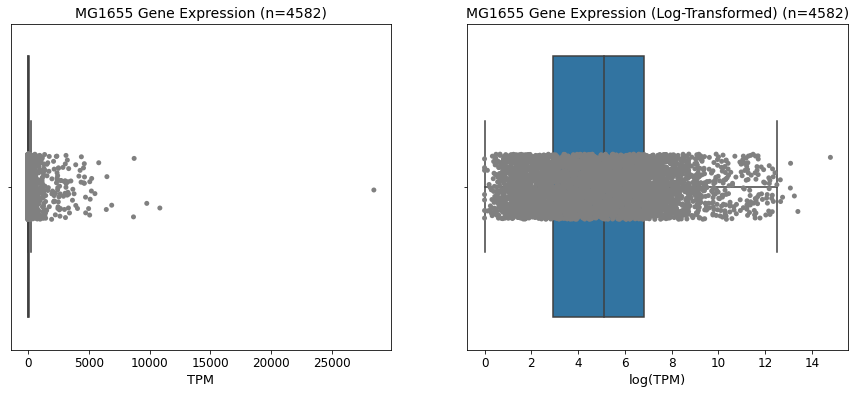 MG1655 Gene Expression (n=4582)
0 5000 10000 15000 20000 25000
TPM
MG1655 Gene Expression (Log-Transformed) (n=4582)
0 2 4 6 8 10 12 14
log(TPM)